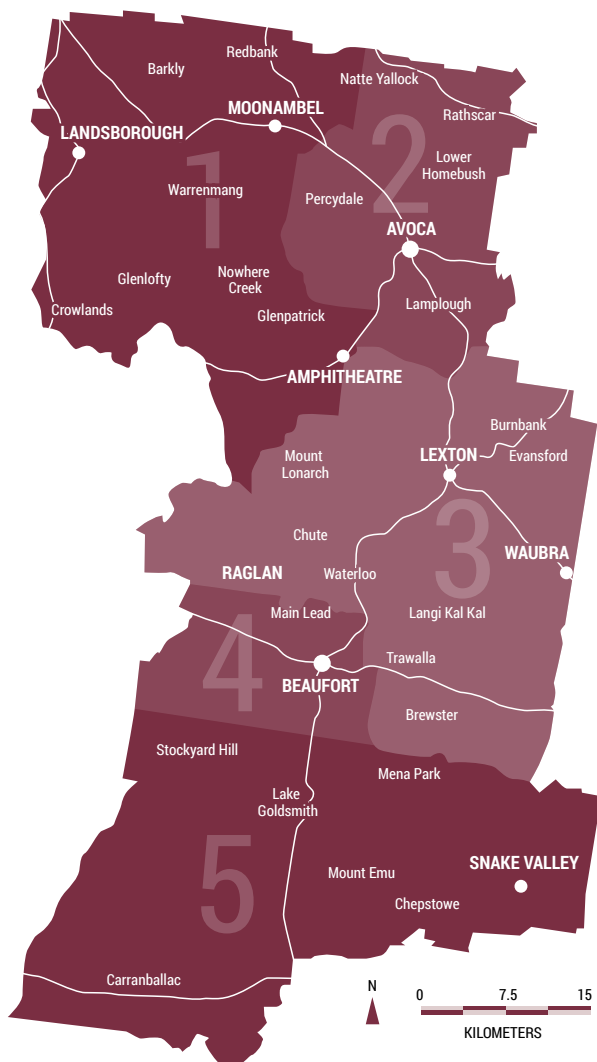 Redbank
Barkly
Natte Yallock
MOONAMBEL
Rathscar
LANDSBOROUGH
2
Lower
Homebush
1
Warrenmang
Percydale
AVOCA
Nowhere
Creek
Glenlofty
Crowlands
Glenpatrick
Lamplough
AMPHITHEATRE
Burnbank
LEXTON
Evansford
Mount
Lonarch
3
Chute
WAUBRA
RAGLAN
Waterloo
Main Lead
Langi Kal Kal
4
Trawalla
BEAUFORT
Brewster
Stockyard Hill
Mena Park
Lake
Goldsmith
SNAKE VALLEY
5
Mount Emu
Chepstowe
Carranballac
N
0 7.5 15
KILOMETERS